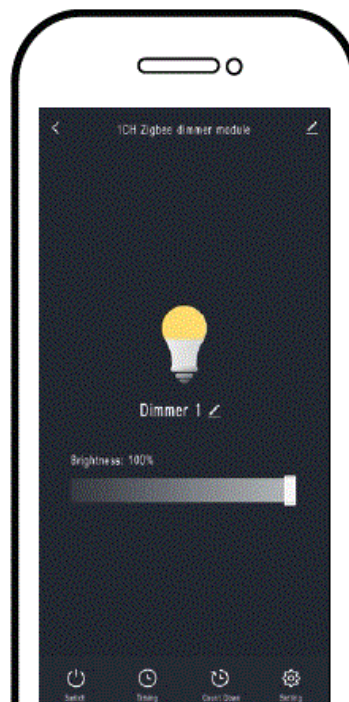 1CH Zigbee dimmer module
Dimmer 1
Brightness: 100%
Switch Timing Count Down Setting